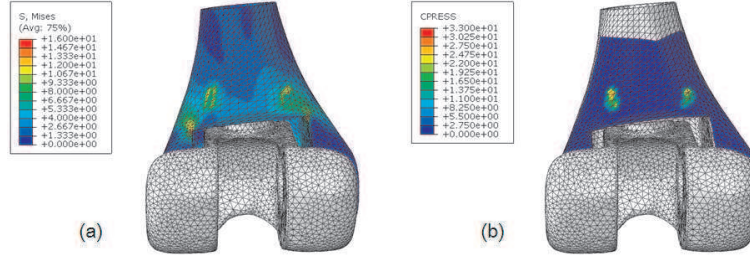 S, Mises
(Avg: 75%)
+1.600e+01
+1.467e+01
+1.333e+01
+1.200e+01
+1.067e+01
+9.333e+00
+8.000e+00
+6.667e+00
+5.333e+00
+4.000e+00
+2.667e+00
+1.333e+00
+0.000e+00
(a)
CPRESS
+3.300e+01
+3.025e+01
+2.750e+01
+2.475e+01
+2.200e+01
+1.925e+01
+1.650e+01
+1.375e+01
+1.100e+01
+8.250e+00
+5.500e+00
+2.750e+00
+0.000e+00
(b)